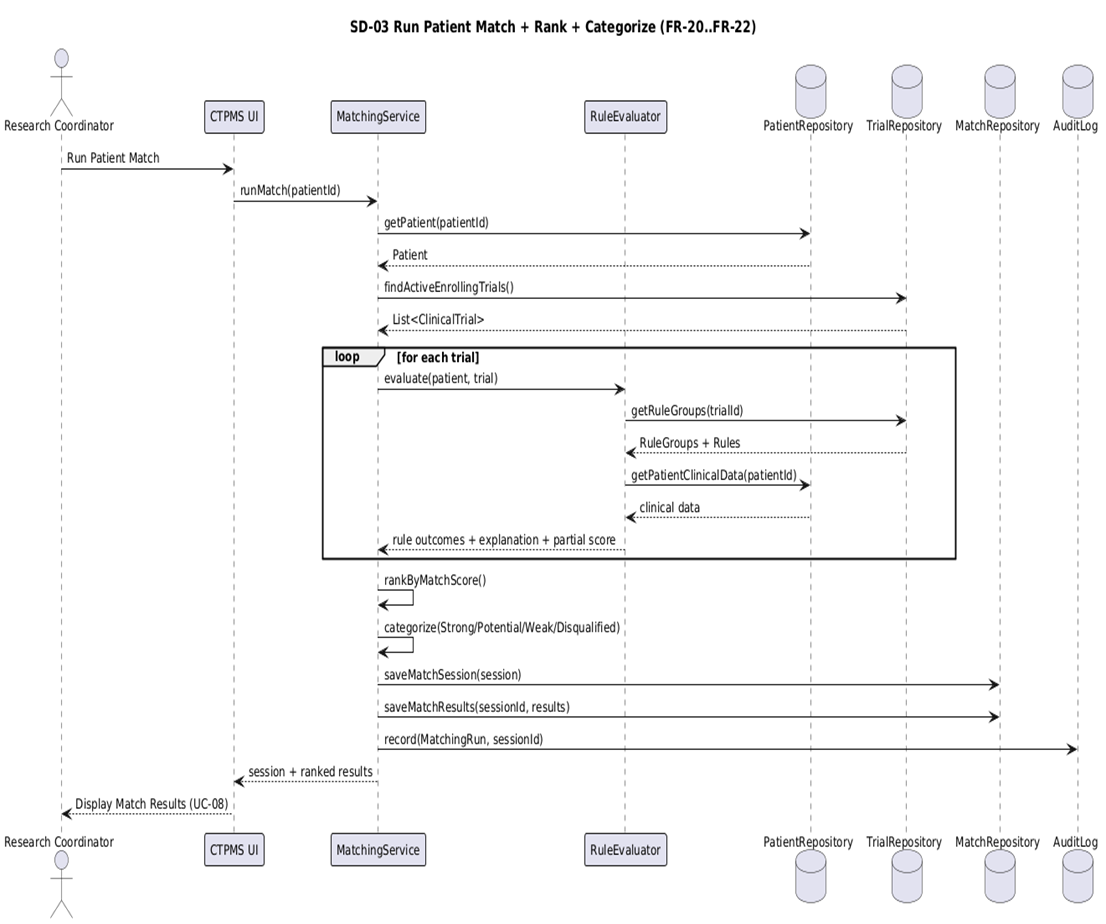 SD-03 Run Patient Match + Rank + Categorize (FR-20..FR-22)
Research Coordinator
CTPMS UI
MatchingService
RuleEvaluator
PatientRepository
TrialRepository
MatchRepository
AuditLog
Run Patient Match
runMatch(patientId)
getPatient(patientId)
Patient
findActiveEnrollingTrials()
List<ClinicalTrial>
loop
[for each trial]
evaluate(patient, trial)
getRuleGroups(trialId)
RuleGroups + Rules
getPatientClinicalData(patientId)
clinical data
rule outcomes + explanation + partial score
rankByMatchScore()
categorize(Strong/Potential/Weak/Disqualified)
saveMatchSession(session)
saveMatchResults(sessionId, results)
record(MatchingRun, sessionId)
session + ranked results
Display Match Results (UC-08)
Research Coordinator
CTPMS UI
MatchingService
RuleEvaluator
PatientRepository
TrialRepository
MatchRepository
AuditLog